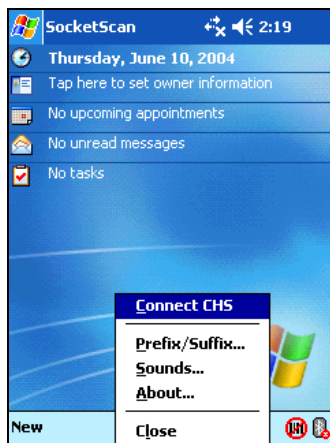 SocketScan 2:19
Thursday, June 10, 2004
Tap here to set owner information
No upcoming appointments
No unread messages
No tasks
Connect CHS
Prefix/Suffix...
Sounds...
About...
Close
New